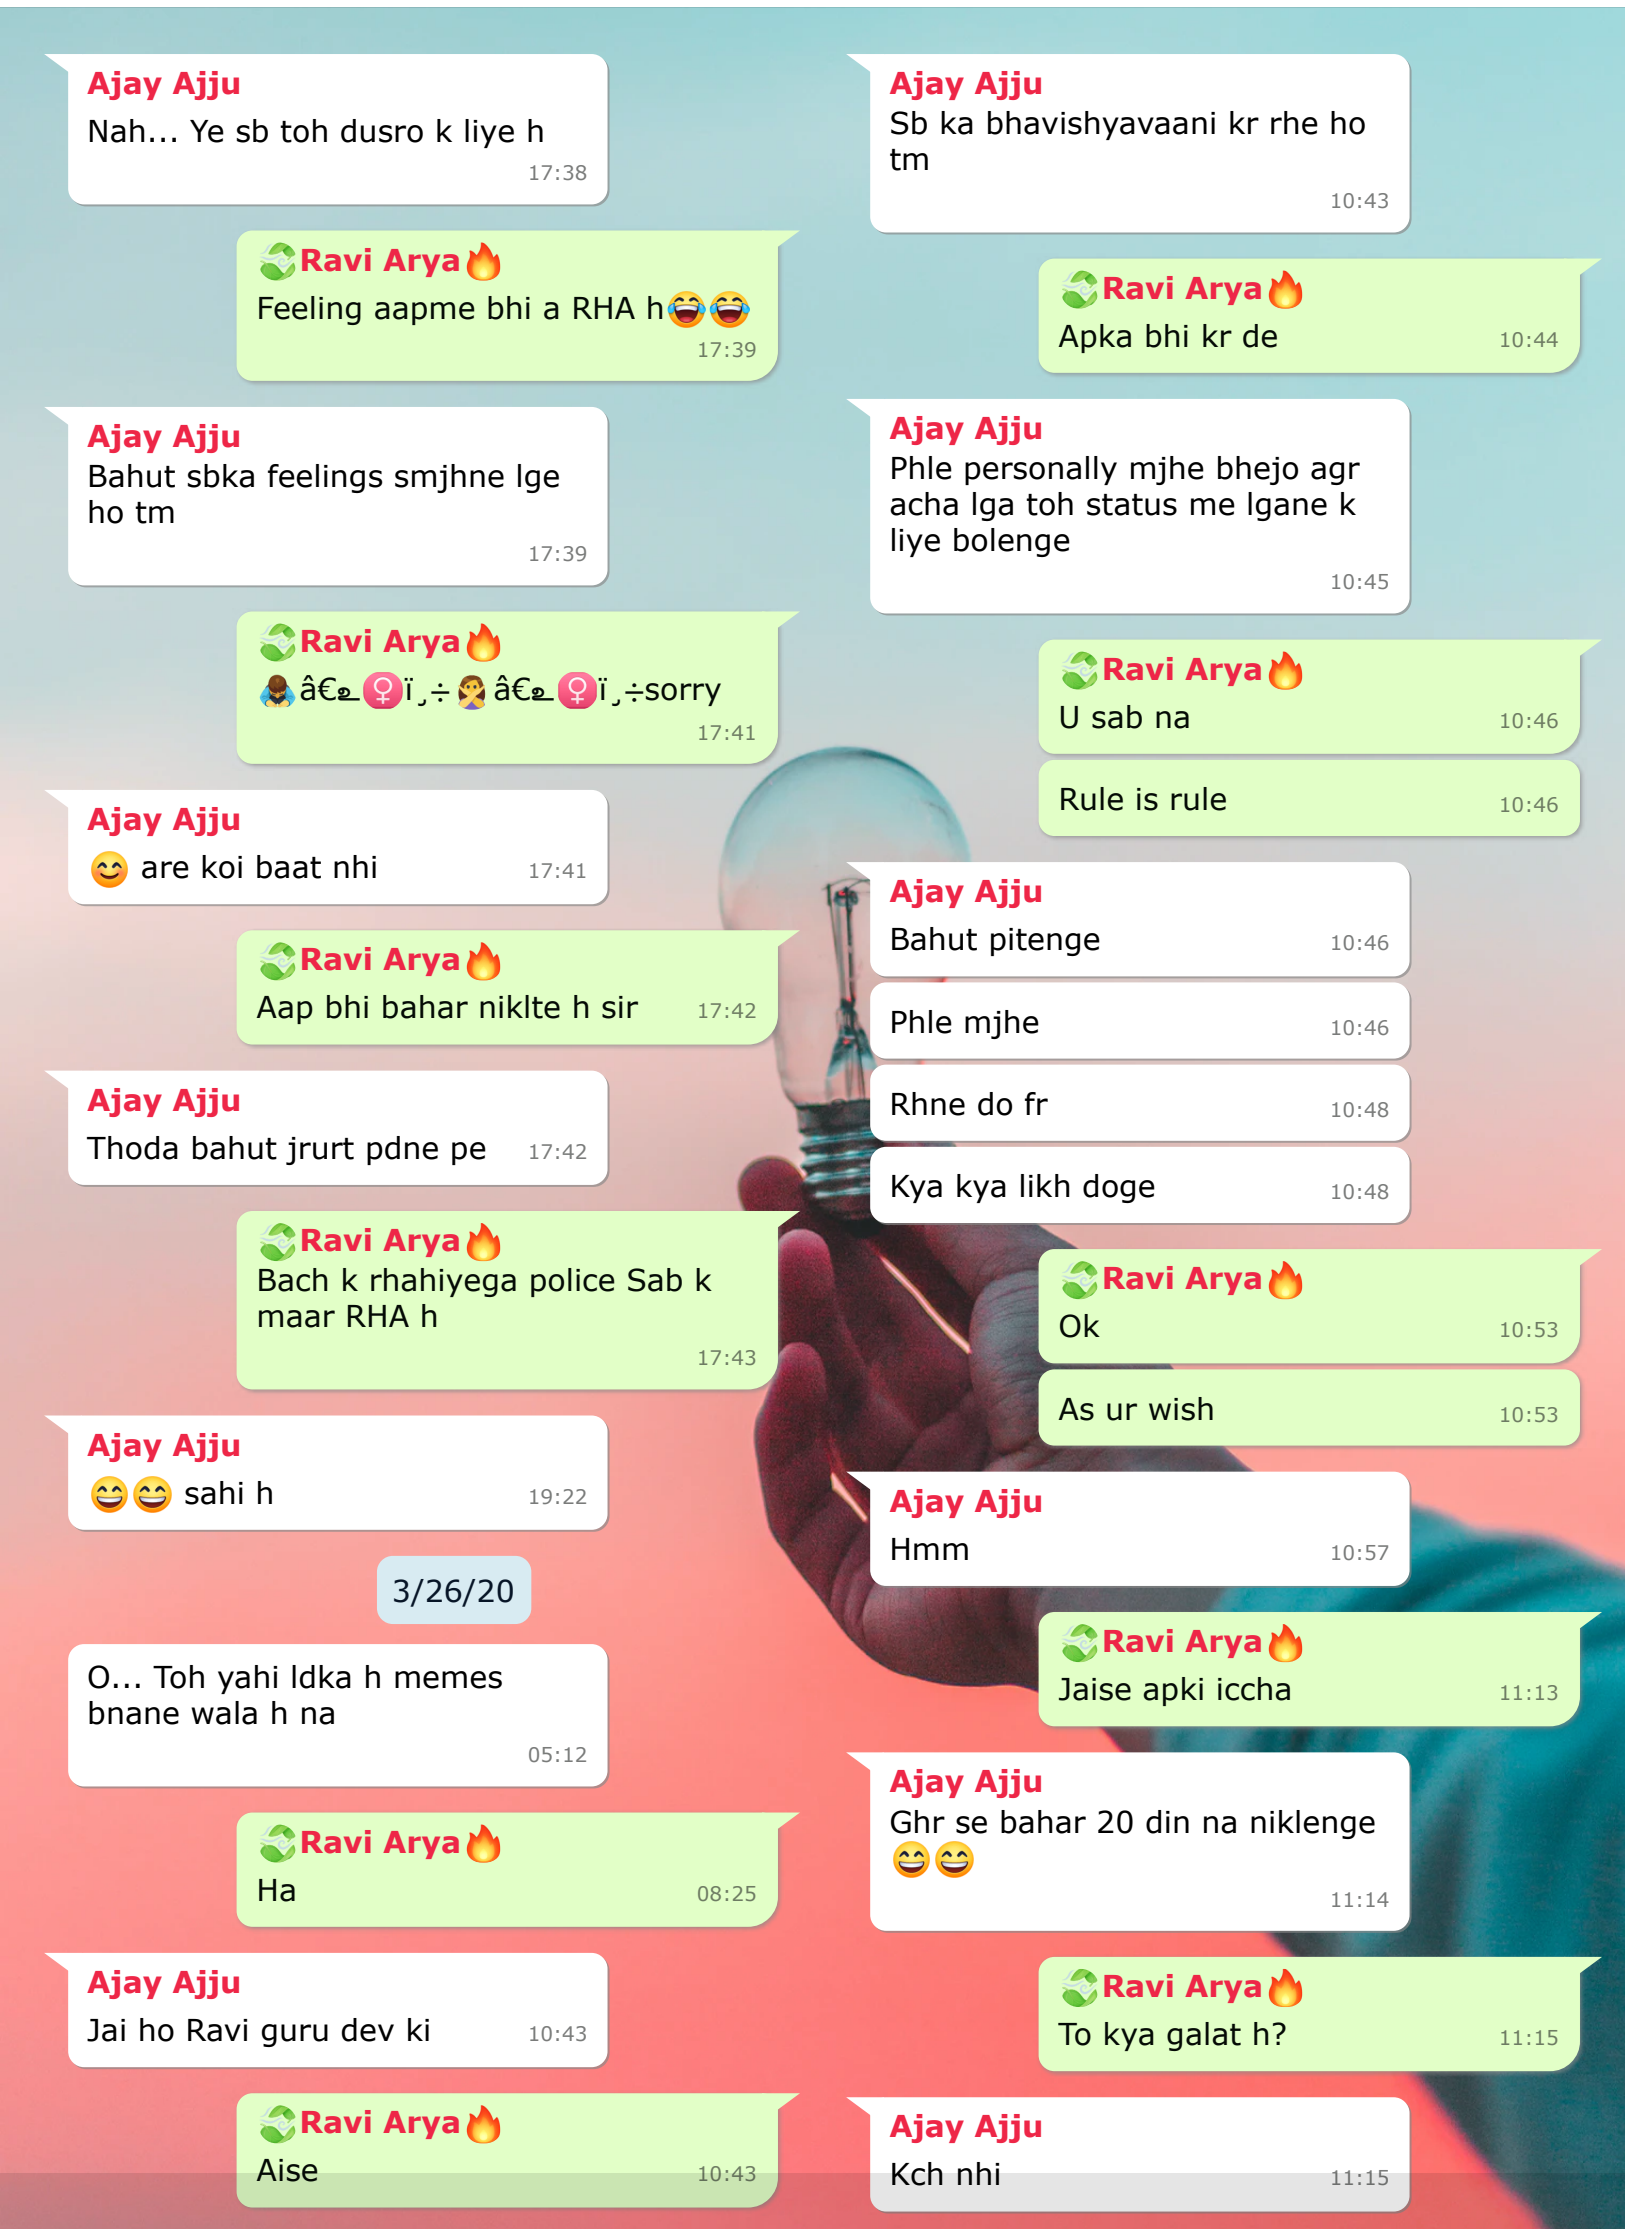 Ajay Ajju
Nah... Ye sb toh dusro k liye h
17:38
Ravi Arya🔥
Feeling aapme bhi a RHA h😂😂
17:39
Ajay Ajju
Bahut sbka feelings smjhne lge
ho tm
17:39
Ravi Arya🔥
🙇â€ص♀ï¸÷🙅â€ص♀ï¸÷sorry
17:41
Ajay Ajju
😊 are koi baat nhi 17:41
Ravi Arya🔥
Aap bhi bahar niklte h sir 17:42
Ajay Ajju
Thoda bahut jrurt pdne pe 17:42
Ravi Arya🔥
Bach k rhahiyega police Sab k
maar RHA h
17:43
Ajay Ajju
😄😄 sahi h 19:22
3/26/20
O... Toh yahi ldka h memes
bnane wala h na
05:12
Ravi Arya🔥
Ha 08:25
Ajay Ajju
Jai ho Ravi guru dev ki 10:43
Ravi Arya🔥
Aise 10:43
Ajay Ajju
Sb ka bhavishyavaani kr rhe ho
tm
10:43
Ravi Arya🔥
Apka bhi kr de 10:44
Ajay Ajju
Phle personally mjhe bhejo agr
acha lga toh status me lgane k
liye bolenge
10:45
Ravi Arya🔥
U sab na 10:46
Rule is rule 10:46
Ajay Ajju
Bahut pitenge 10:46
Phle mjhe 10:46
Rhne do fr 10:48
Kya kya likh doge 10:48
Ravi Arya🔥
Ok 10:53
As ur wish 10:53
Ajay Ajju
Hmm 10:57
Ravi Arya🔥
Jaise apki iccha 11:13
Ajay Ajju
Ghr se bahar 20 din na niklenge
😄😄
11:14
Ravi Arya🔥
To kya galat h? 11:15
Ajay Ajju
Kch nhi 11:15